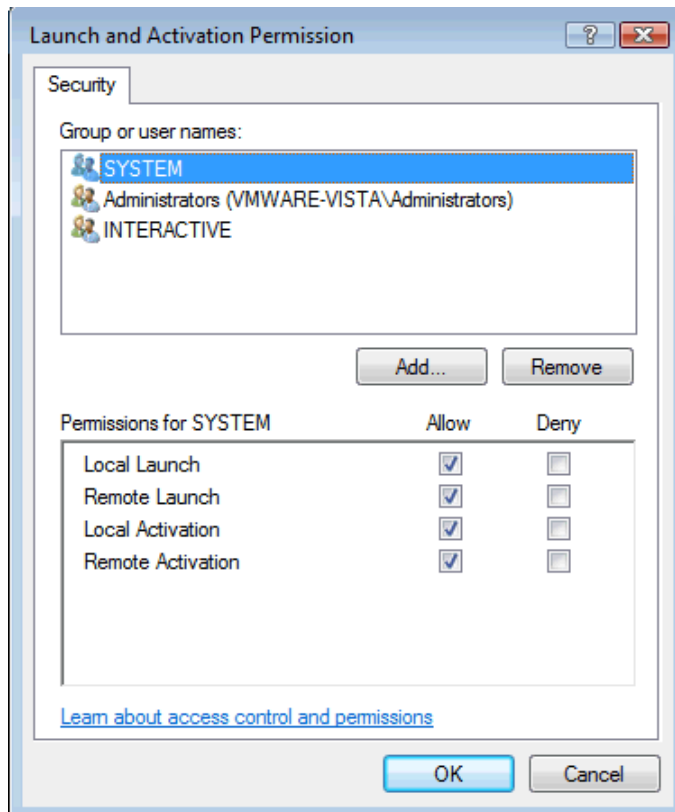 Launch and Activation Permission
Security
Group or user names:
SYSTEM
Administrators (VMWARE-VISTA\Administrators)
INTERACTIVE
Add... Remove
Permissions for SYSTEM Allow Deny
Local Launch
Remote Launch
Local Activation
Remote Activation
Learn about access control and permissions
OK Cancel